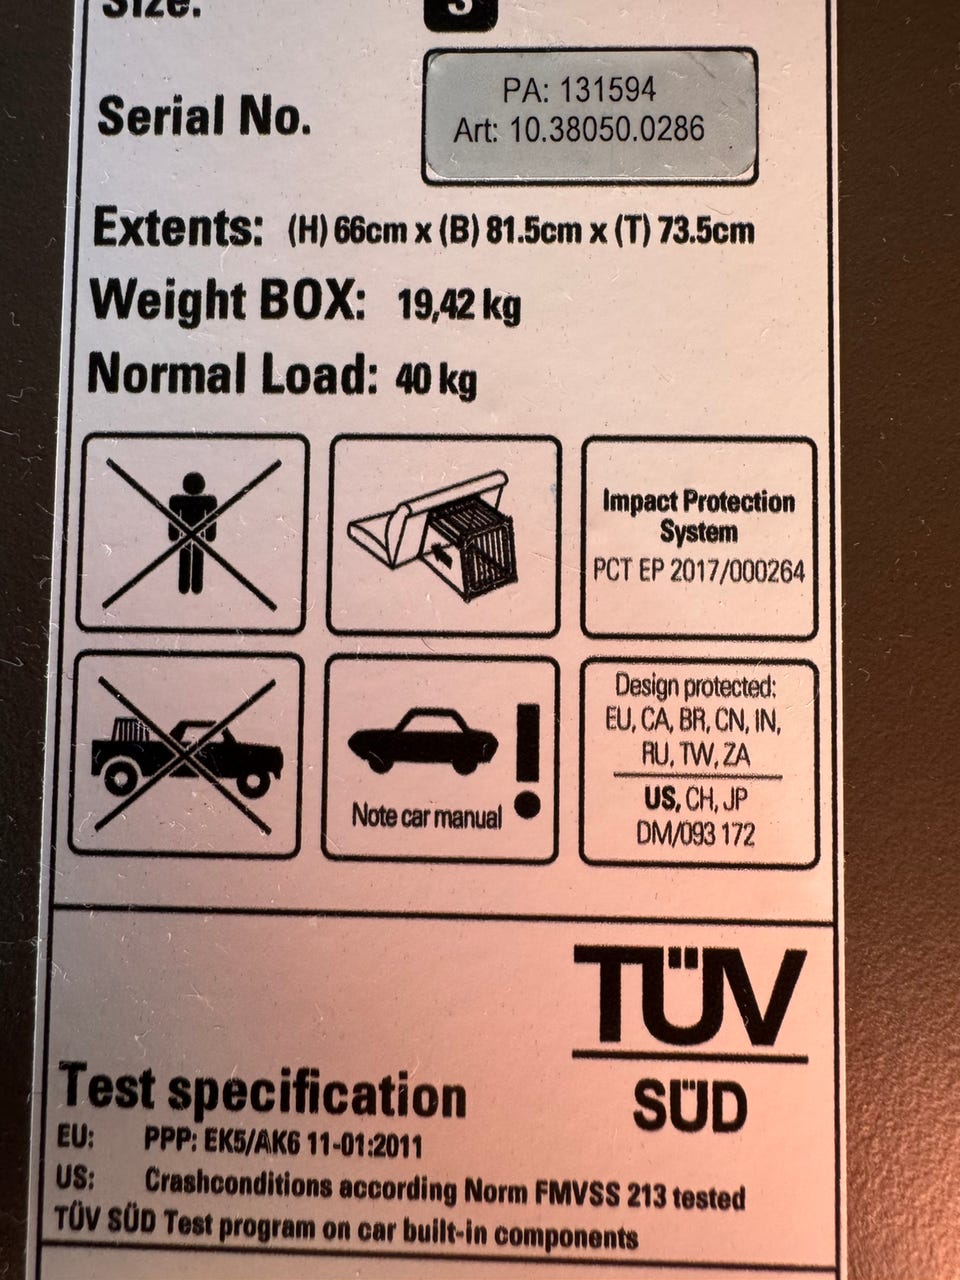 Size: S
Serial No.
PA: 131594
Art: 10.38050.0286
Extents: (H) 66cm x (B) 81.5cm x (T) 73.5cm
Weight BOX: 19,42 kg
Normal Load: 40 kg
Impact Protection
System
PCT EP 2017/000264
Note car manual !
Design protected:
EU, CA, BR, CN, IN,
RU, TW, ZA
US, CH, JP
DM/093 172
TÜV
SÜD
Test specification
EU: PPP: EK5/AK6 11-01:2011
US: Crashconditions according Norm FMVSS 213 tested
TÜV SÜD Test program on car built-in components